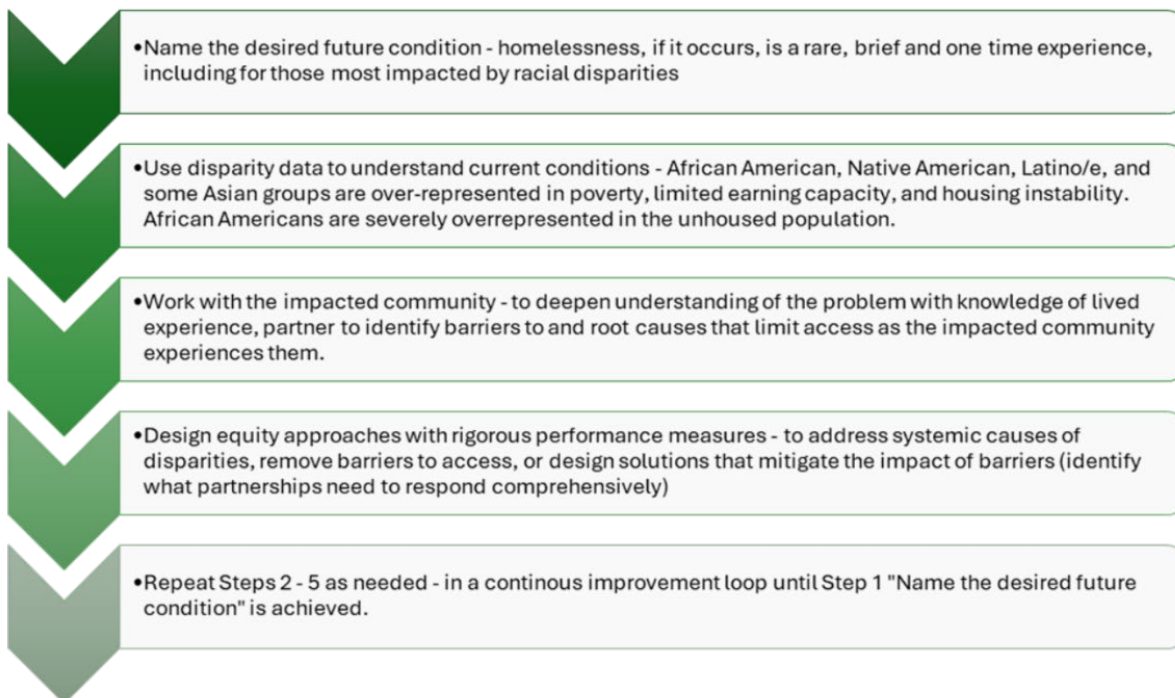 •Name the desired future condition - homelessness, if it occurs, is a rare, brief and one time experience,
including for those most impacted by racial disparities
•Use disparity data to understand current conditions - African American, Native American, Latino/e, and
some Asian groups are over-represented in poverty, limited earning capacity, and housing instability.
African Americans are severely overrepresented in the unhoused population.
•Work with the impacted community - to deepen understanding of the problem with knowledge of lived
experience, partner to identify barriers to and root causes that limit access as the impacted community
experiences them.
•Design equity approaches with rigorous performance measures - to address systemic causes of
disparities, remove barriers to access, or design solutions that mitigate the impact of barriers (identify
what partnerships need to respond comprehensively)
•Repeat Steps 2 - 5 as needed - in a continous improvement loop until Step 1 "Name the desired future
condition" is achieved.